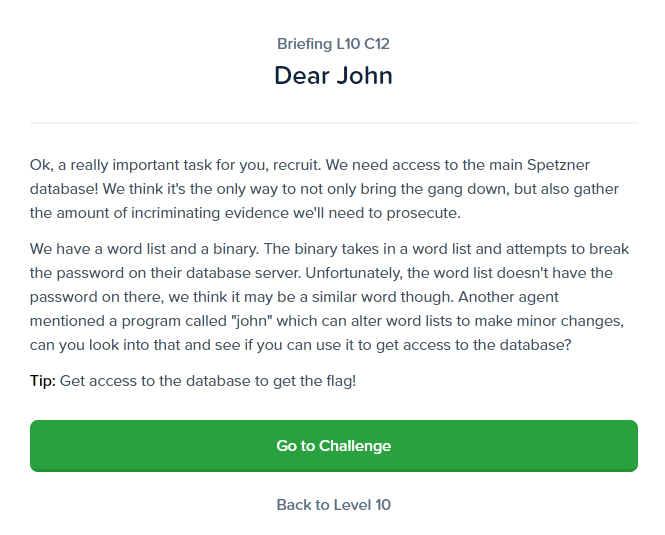 Briefing L10 C12
Dear John
Ok, a really important task for you, recruit. We need access to the main Spetzner
database! We think it's the only way to not only bring the gang down, but also gather
the amount of incriminating evidence we'll need to prosecute.
We have a word list and a binary. The binary takes in a word list and attempts to break
the password on their database server. Unfortunately, the word list doesn't have the
password on there, we think it may be a similar word though. Another agent
mentioned a program called "john" which can alter word lists to make minor changes,
can you look into that and see if you can use it to get access to the database?
Tip: Get access to the database to get the flag!
Go to Challenge
Back to Level 10